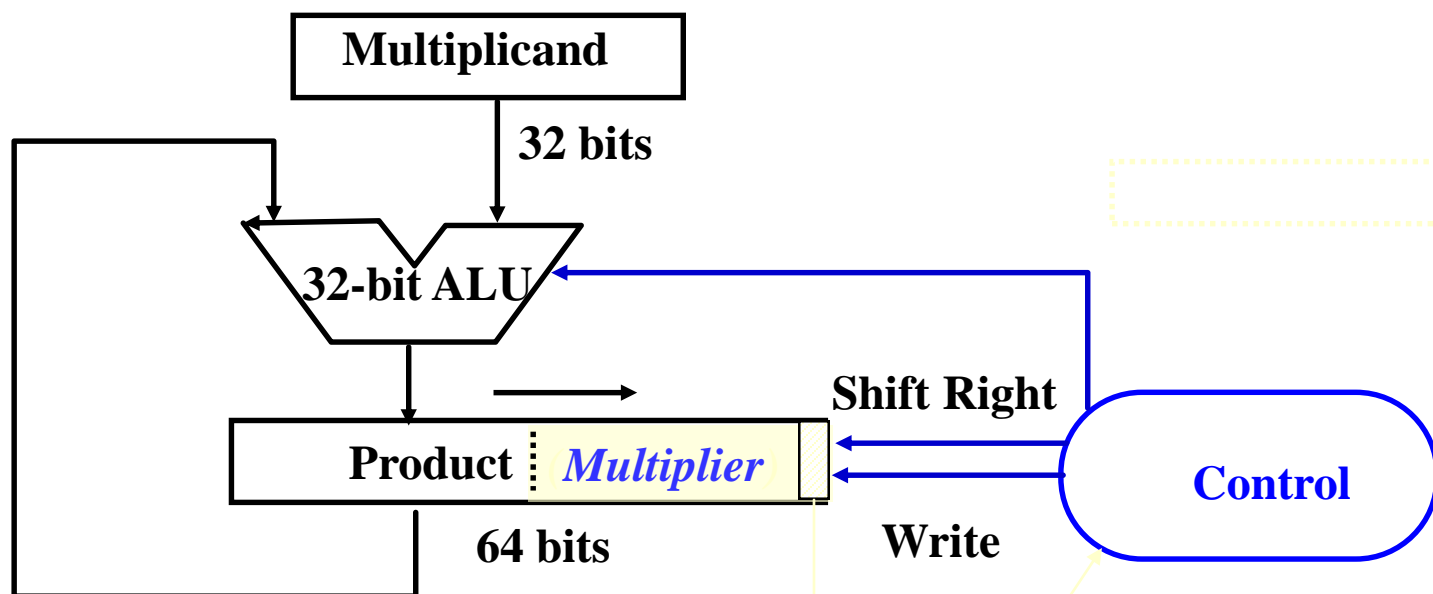 Multiplicand
32 bits
32-bit ALU
Shift Right
Product
Multiplier
Control
64 bits
Write